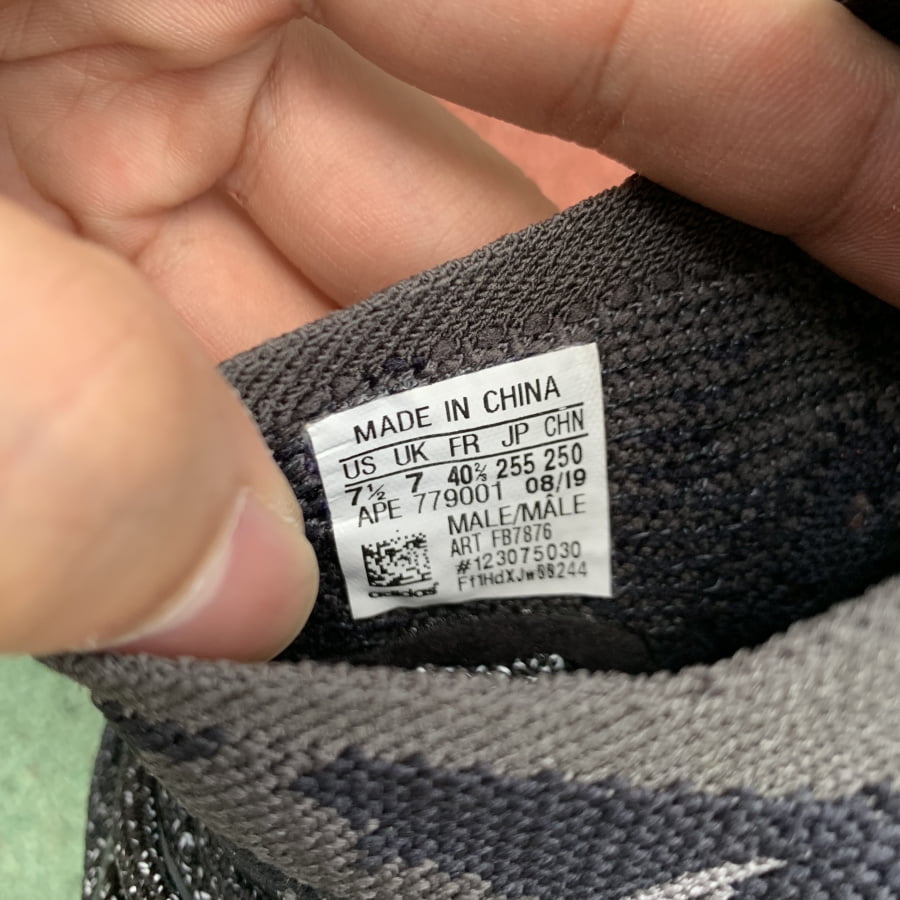 MADE IN CHINA
US UK FR JP CHN
7½ 7 40⅔ 255 250
APE 779001 08/19
MALE/MÂLE
ART FB7876
#123075030
adidas